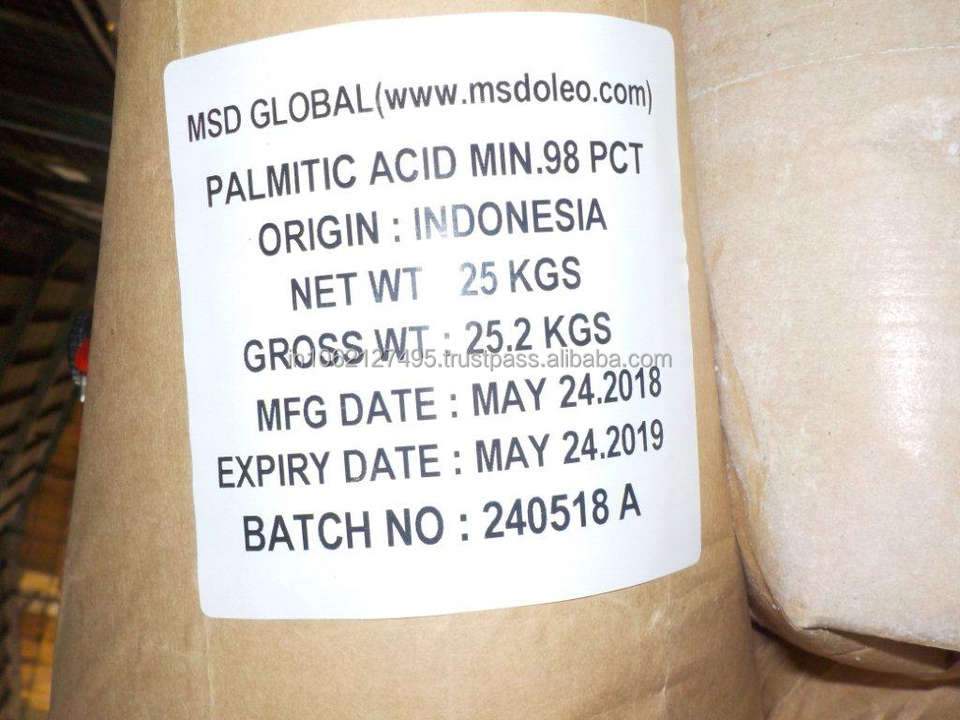 MSD GLOBAL(www.msdoleo.com)
PALMITIC ACID MIN.98 PCT
ORIGIN : INDONESIA
NET WT 25 KGS
GROSS WT : 25.2 KGS
in1062127495.trustpass.alibaba.com
MFG DATE : MAY 24.2018
EXPIRY DATE : MAY 24.2019
BATCH NO : 240518 A